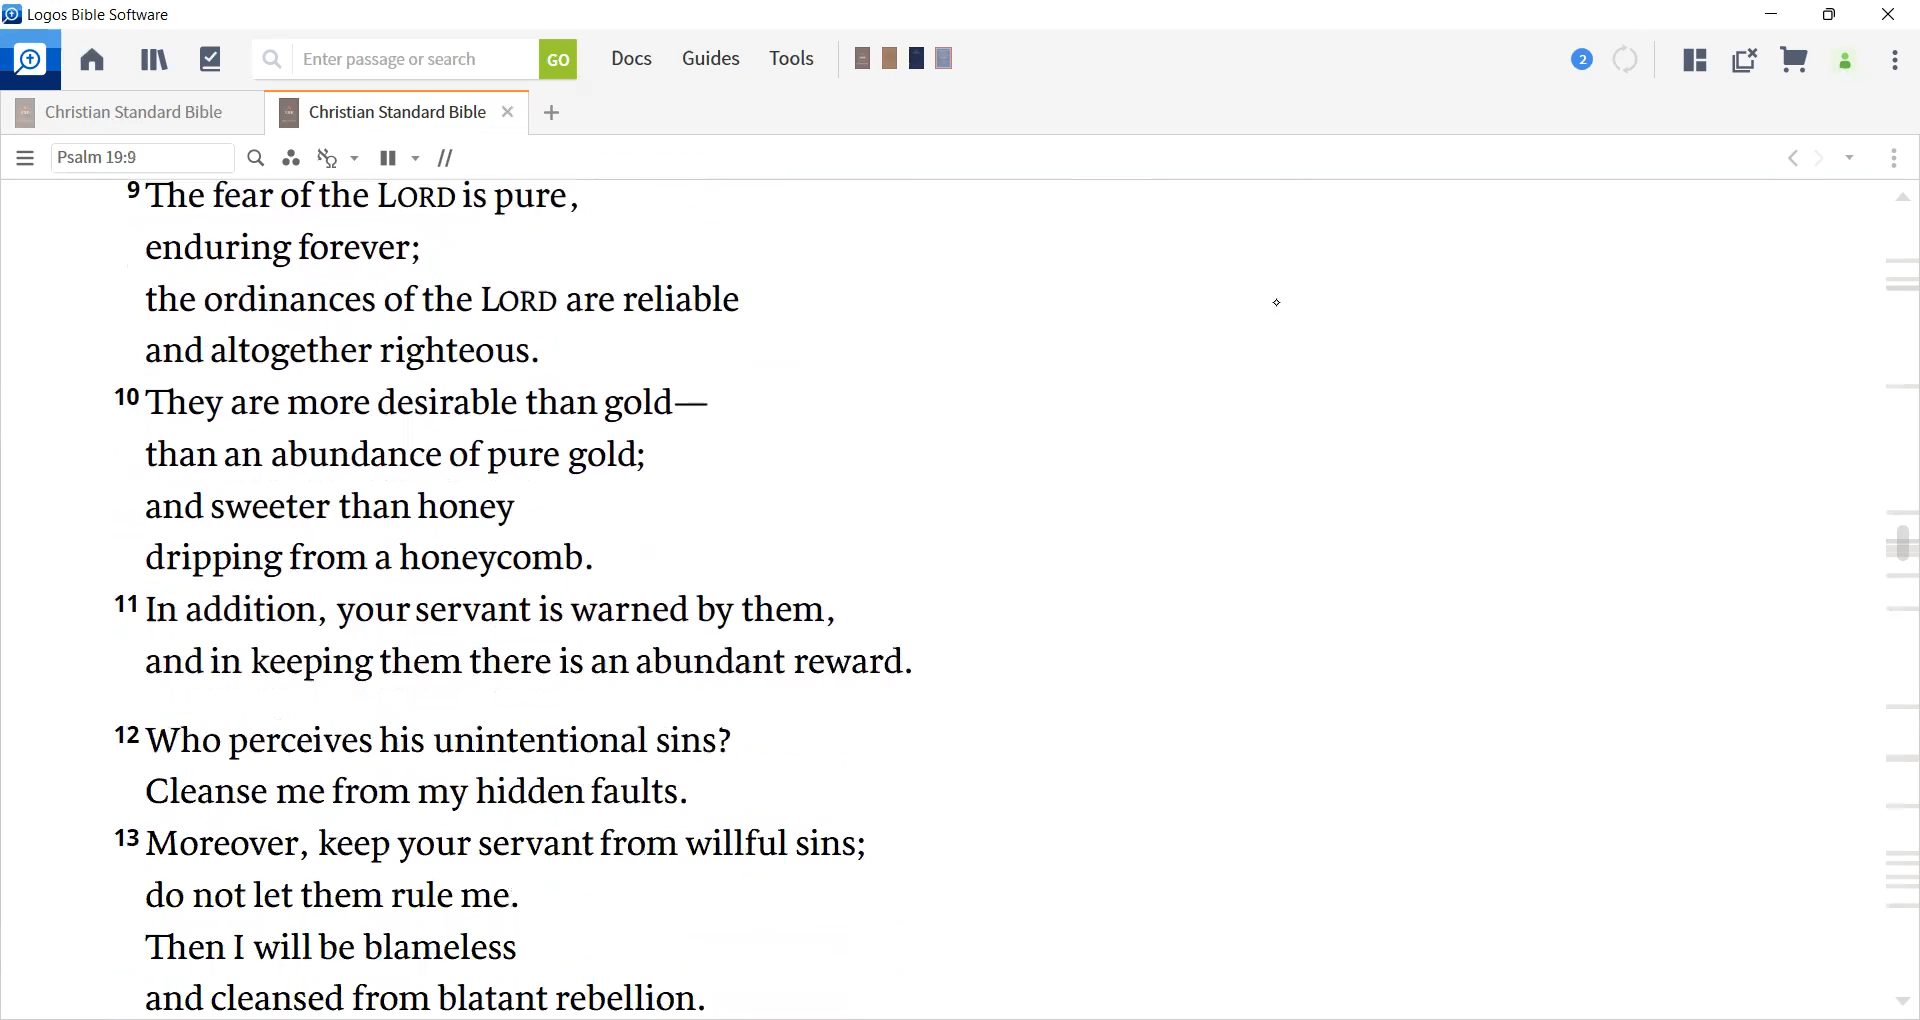 Logos Bible Software
Enter passage or search
GO
Docs
Guides
Tools
2
Christian Standard Bible
Christian Standard Bible
Psalm 19:9
9 The fear of the LORD is pure,
enduring forever;
the ordinances of the LORD are reliable
and altogether righteous.
10 They are more desirable than gold—
than an abundance of pure gold;
and sweeter than honey
dripping from a honeycomb.
11 In addition, your servant is warned by them,
and in keeping them there is an abundant reward.
12 Who perceives his unintentional sins?
Cleanse me from my hidden faults.
13 Moreover, keep your servant from willful sins;
do not let them rule me.
Then I will be blameless
and cleansed from blatant rebellion.